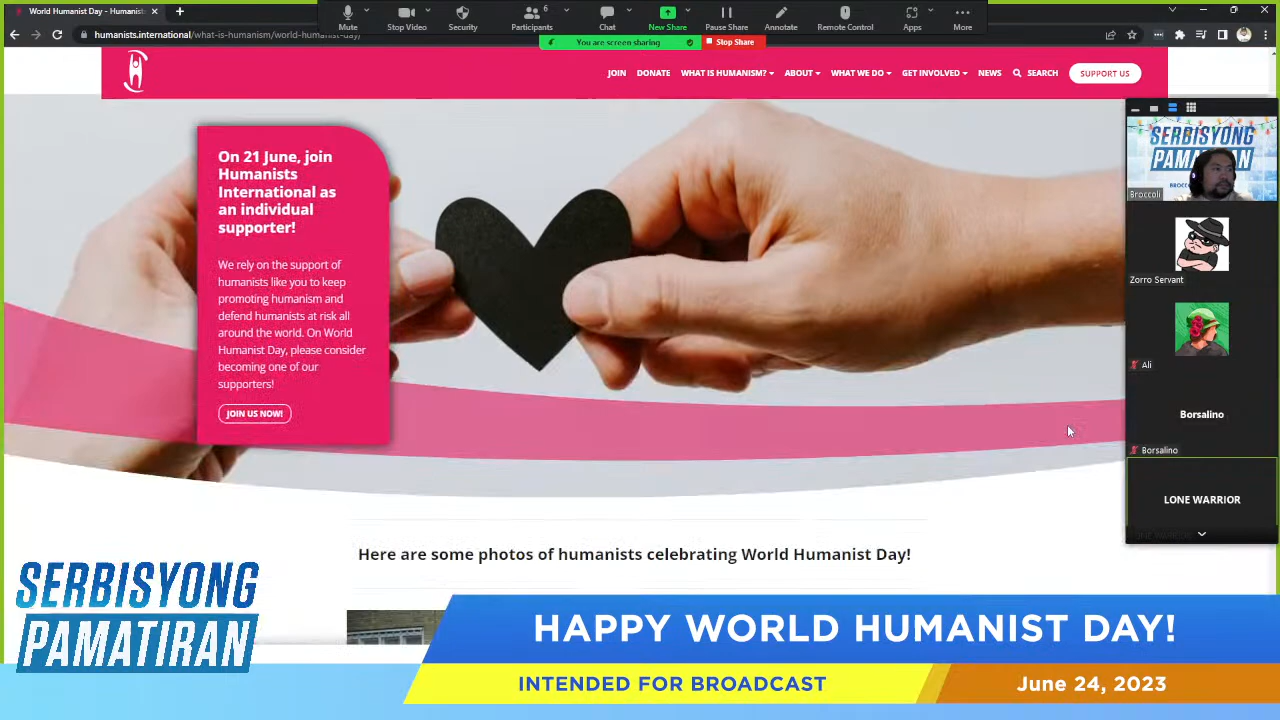 World Humanist Day - Humanist
humanists.international/what-is-humanism/world-humanist-day/
Mute
Stop Video
Security
6
Participants
Chat
New Share
Pause Share
Annotate
Remote Control
Apps
More
You are screen sharing
Stop Share
JOIN
DONATE
WHAT IS HUMANISM?
ABOUT
WHAT WE DO
GET INVOLVED
NEWS
SEARCH
SUPPORT US
On 21 June, join
Humanists
International as
an individual
supporter!
We rely on the support of
humanists like you to keep
promoting humanism and
defend humanists at risk all
around the world. On World
Humanist Day, please consider
becoming one of our
supporters!
JOIN US NOW!
Here are some photos of humanists celebrating World Humanist Day!
SERBISYONG
PAMATIRAN
Broccoli
Zorro Servant
Ali
Borsalino
Borsalino
LONE WARRIOR
SERBISYONG
PAMATIRAN
HAPPY WORLD HUMANIST DAY!
INTENDED FOR BROADCAST
June 24, 2023